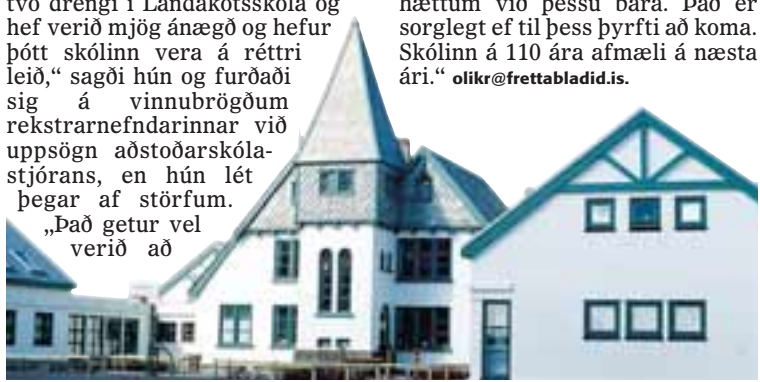 tvo drengi í Landakotsskóla og
hef verið mjög ánægð og hefur
þótt skólinn vera á réttri
leið,“ sagði hún og furðaði
sig á vinnubrögðum
rekstrarnefndarinnar við
uppsögn aðstoðarskóla-
stjórans, en hún lét
þegar af störfum.
„Það getur vel
verið að
hættum við þessu bara. Það er
sorglegt ef til þess þyrfti að koma.
Skólinn á 110 ára afmæli á næsta
ári.“ olikr@frettabladid.is.